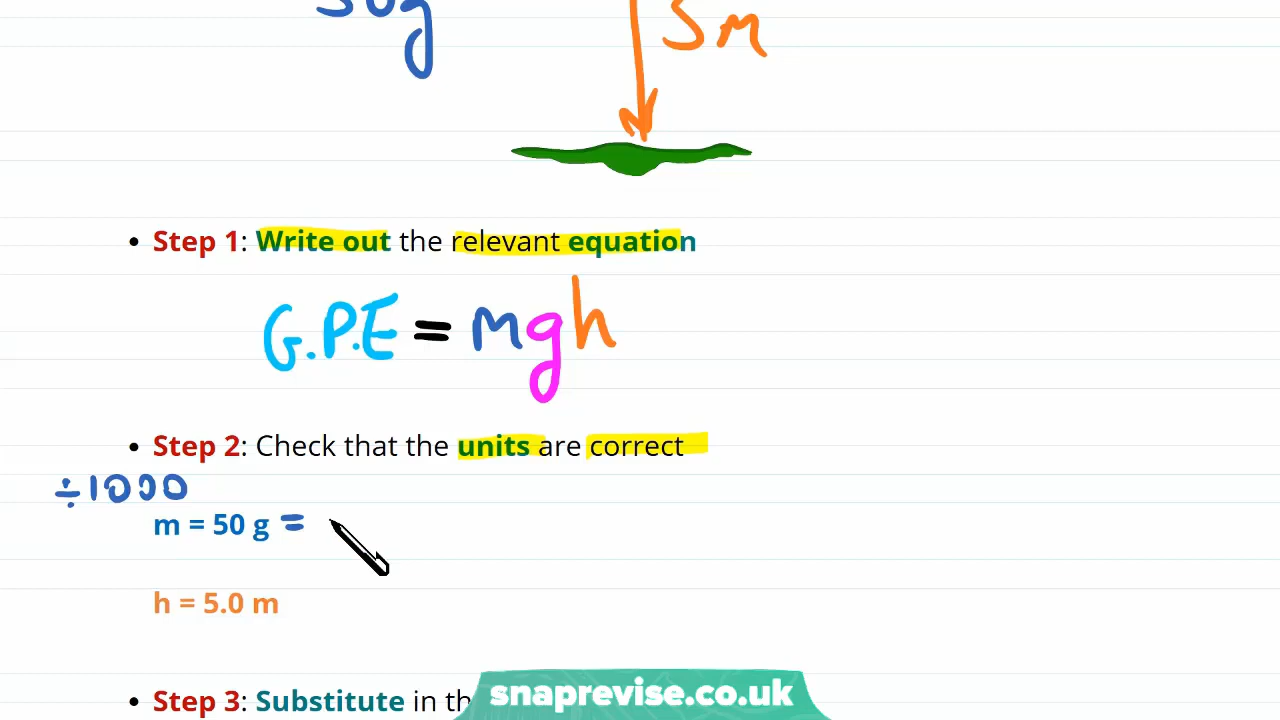 50g
5m
• Step 1: Write out the relevant equation
G.P.E = mgh
• Step 2: Check that the units are correct
÷1000
m = 50 g =
h = 5.0 m
• Step 3: Substitute in th
snaprevise.co.uk